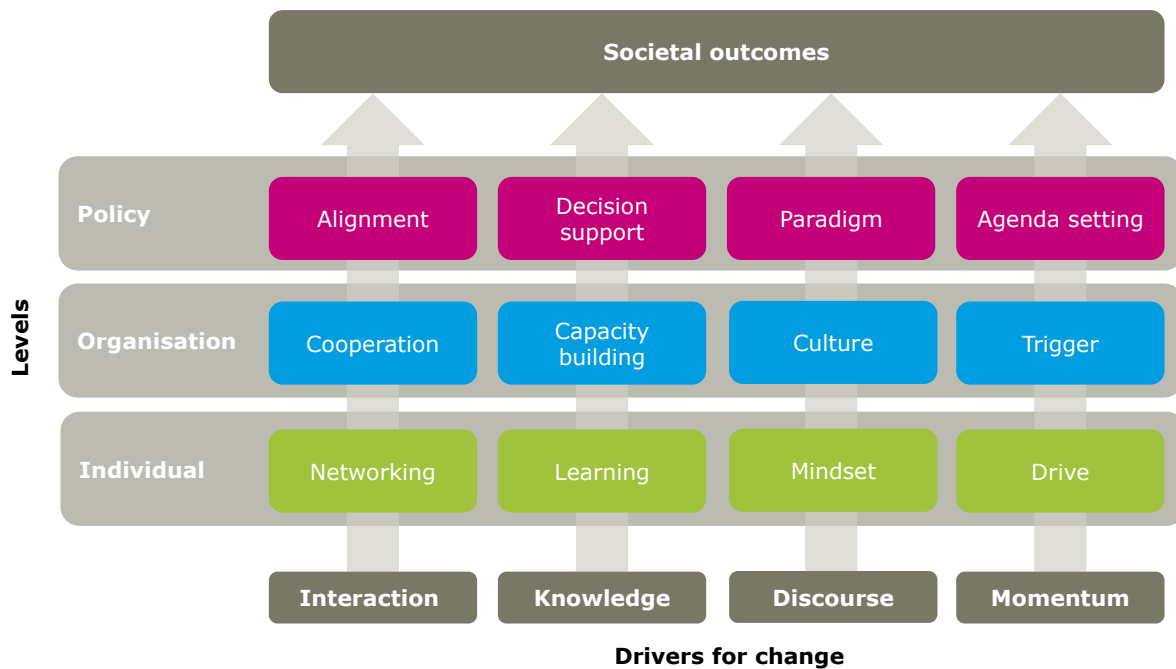 Societal outcomes
Policy
Alignment
Decision
support
Paradigm
Agenda setting
Levels
Organisation
Cooperation
Capacity
building
Culture
Trigger
Individual
Networking
Learning
Mindset
Drive
Interaction
Knowledge
Discourse
Momentum
Drivers for change